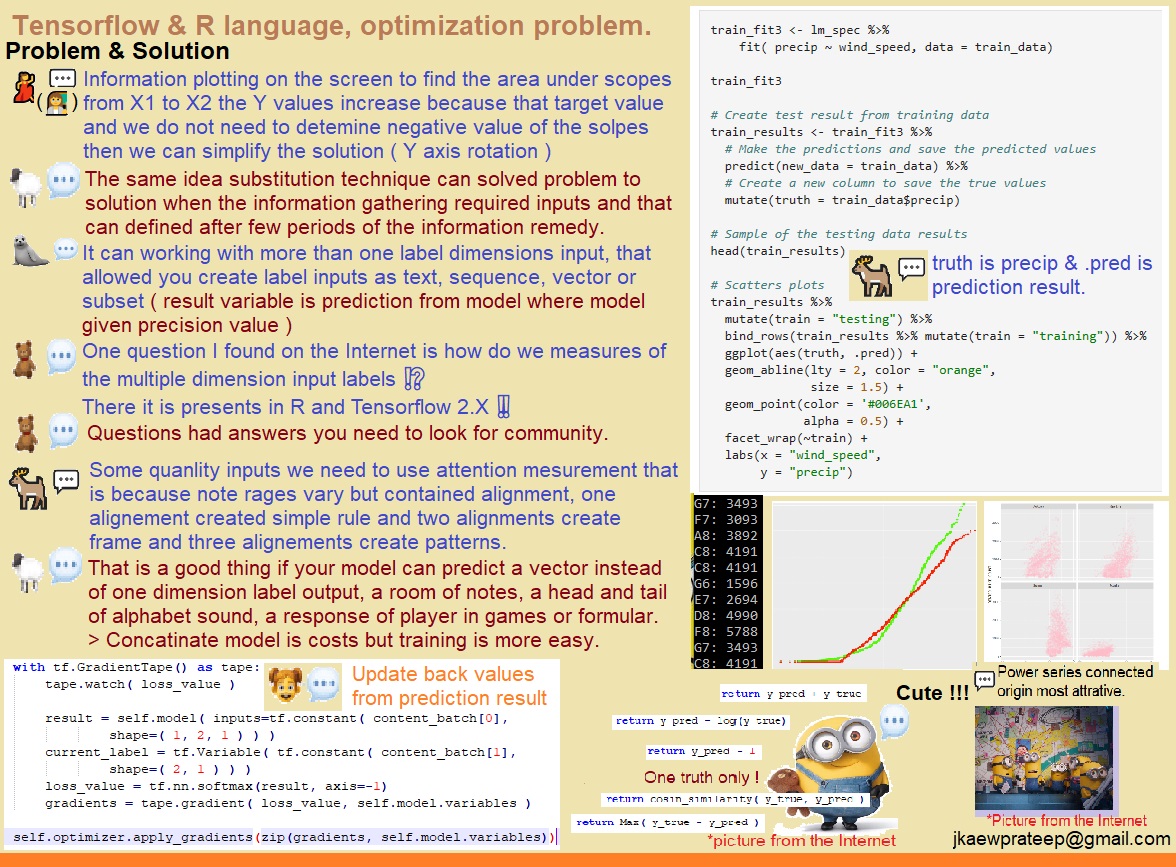 Tensorflow & R language, optimization problem.
Problem & Solution
Information plotting on the screen to find the area under scopes
from X1 to X2 the Y values increase because that target value
and we do not need to detemine negative value of the solpes
then we can simplify the solution ( Y axis rotation )
The same idea substitution technique can solved problem to
solution when the information gathering required inputs and that
can defined after few periods of the information remedy.
It can working with more than one label dimensions input, that
allowed you create label inputs as text, sequence, vector or
subset ( result variable is prediction from model where model
given precision value )
One question I found on the Internet is how do we measures of
the multiple dimension input labels ⁉
There it is presents in R and Tensorflow 2.X ‼
Questions had answers you need to look for community.
Some quanlity inputs we need to use attention mesurement that
is because note rages vary but contained alignment, one
alignement created simple rule and two alignments create
frame and three alignements create patterns.
That is a good thing if your model can predict a vector instead
of one dimension label output, a room of notes, a head and tail
of alphabet sound, a response of player in games or formular.
> Concatinate model is costs but training is more easy.
with tf.GradientTape() as tape:
tape.watch( loss_value )
Update back values
from prediction result
result = self.model( inputs=tf.constant( content_batch[0],
shape=( 1, 2, 1 ) ) )
current_label = tf.Variable( tf.constant( content_batch[1],
shape=( 2, 1 ) ) )
loss_value = tf.nn.softmax(result, axis=-1)
gradients = tape.gradient( loss_value, self.model.variables )
self.optimizer.apply_gradients(zip(gradients, self.model.variables))
train_fit3 <- lm_spec %>%
fit( precip ~ wind_speed, data = train_data)
train_fit3
# Create test result from training data
train_results <- train_fit3 %>%
# Make the predictions and save the predicted values
predict(new_data = train_data) %>%
# Create a new column to save the true values
mutate(truth = train_data$precip)
# Sample of the testing data results
head(train_results)
truth is precip & .pred is
prediction result.
# Scatters plots
train_results %>%
mutate(train = "testing") %>%
bind_rows(train_results %>% mutate(train = "training")) %>%
ggplot(aes(truth, .pred)) +
geom_abline(lty = 2, color = "orange",
size = 1.5) +
geom_point(color = '#006EA1',
alpha = 0.5) +
facet_wrap(~train) +
labs(x = "wind_speed",
y = "precip")
G7: 3493
F7: 3093
A8: 3892
C8: 4191
C8: 4191
G6: 1596
E7: 2694
D8: 4990
F8: 5788
G7: 3493
C8: 4191
Power series connected
origin most attrative.
return y_pred + y_true
Cute !!!
return y_pred - log(y_true)
return y_pred - 1
One truth only !
return cosin_similarity( y_true, y_pred )
return Max( y_true - y_pred )
*picture from the Internet
*Picture from the Internet
jkaewprateep@gmail.com